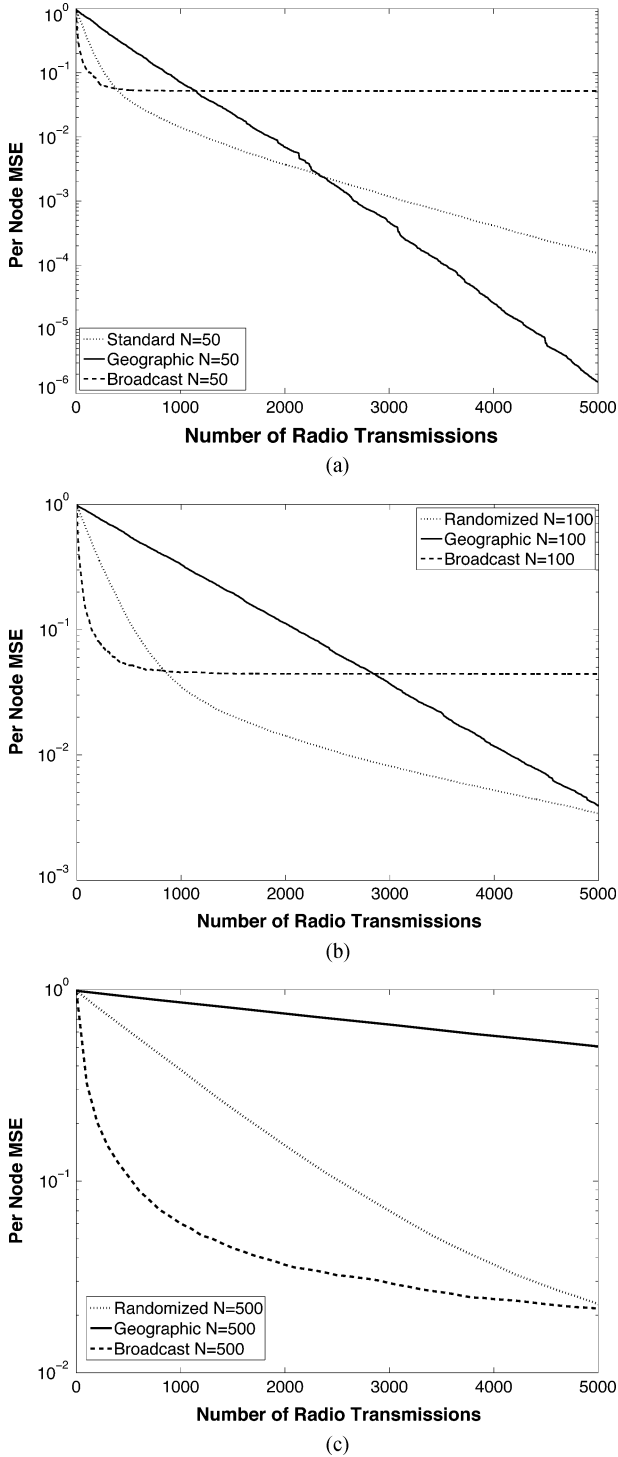 10^0
10^-1
10^-2
10^-3
10^-4
10^-5
10^-6
Per Node MSE
Standard N=50
Geographic N=50
Broadcast N=50
0 1000 2000 3000 4000 5000
Number of Radio Transmissions
(a)
10^0
10^-1
10^-2
10^-3
Per Node MSE
Randomized N=100
Geographic N=100
Broadcast N=100
0 1000 2000 3000 4000 5000
Number of Radio Transmissions
(b)
10^0
10^-1
10^-2
Per Node MSE
Randomized N=500
Geographic N=500
Broadcast N=500
0 1000 2000 3000 4000 5000
Number of Radio Transmissions
(c)